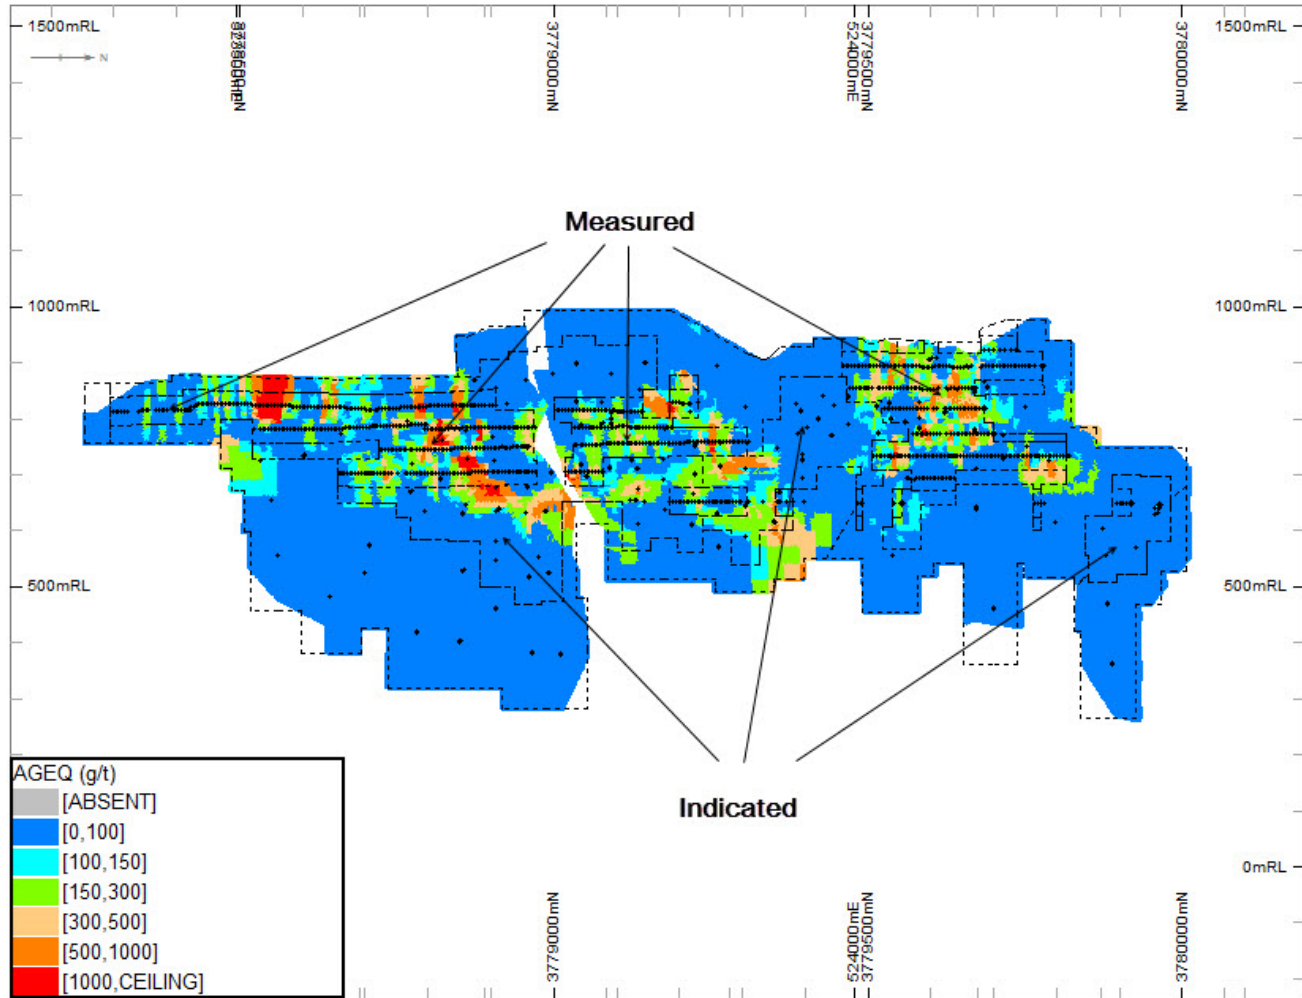 1500mRL
1500mRL
N
3779000mN
524000mE
3779500mN
3780000mN
Measured
1000mRL
1000mRL
500mRL
500mRL
Indicated
AGEQ (g/t)
[ABSENT]
[0,100]
[100,150]
[150,300]
[300,500]
[500,1000]
[1000,CEILING]
0mRL
3779000mN
524000mE
3779500mN
3780000mN